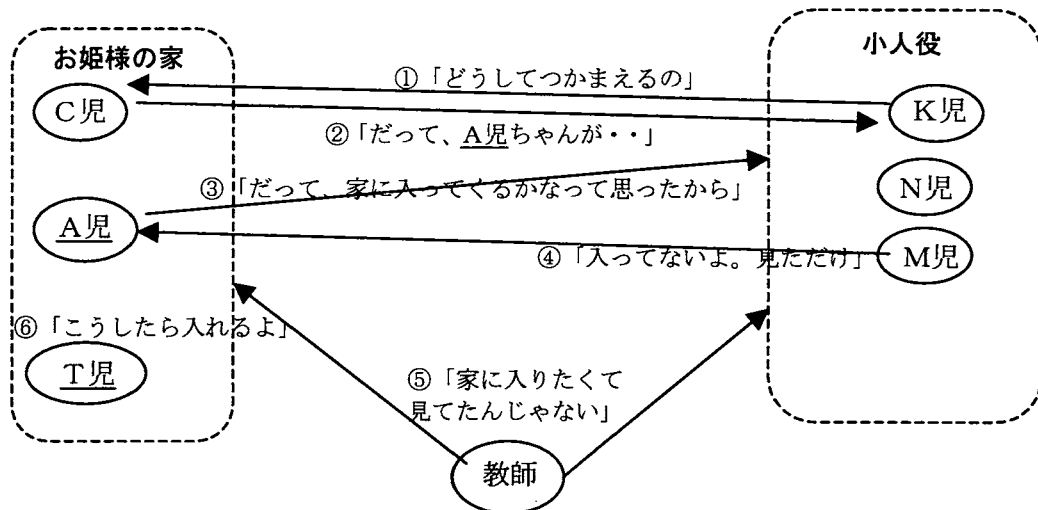 お姫様の家
小人役
①「どうしてつかまえるの」
C児
K児
②「だって、A児ちゃんが・・」
③「だって、家に入ってくるかなって思ったから」
N児
A児
④「入ってないよ。見ただけ」
M児
⑥「こうしたら入れるよ」
T児
⑤「家に入りたくて
見てたんじゃない」
教師